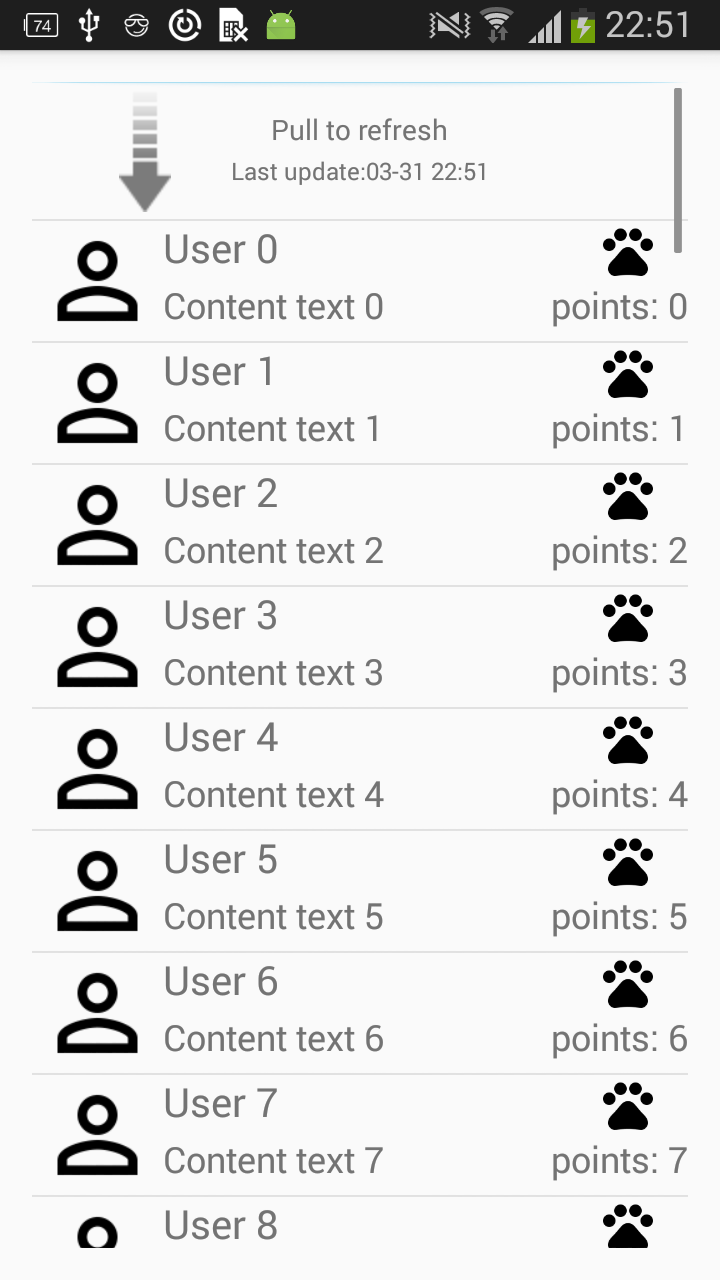 74 22:51
Pull to refresh
Last update:03-31 22:51
User 0
Content text 0 points: 0
User 1
Content text 1 points: 1
User 2
Content text 2 points: 2
User 3
Content text 3 points: 3
User 4
Content text 4 points: 4
User 5
Content text 5 points: 5
User 6
Content text 6 points: 6
User 7
Content text 7 points: 7
User 8